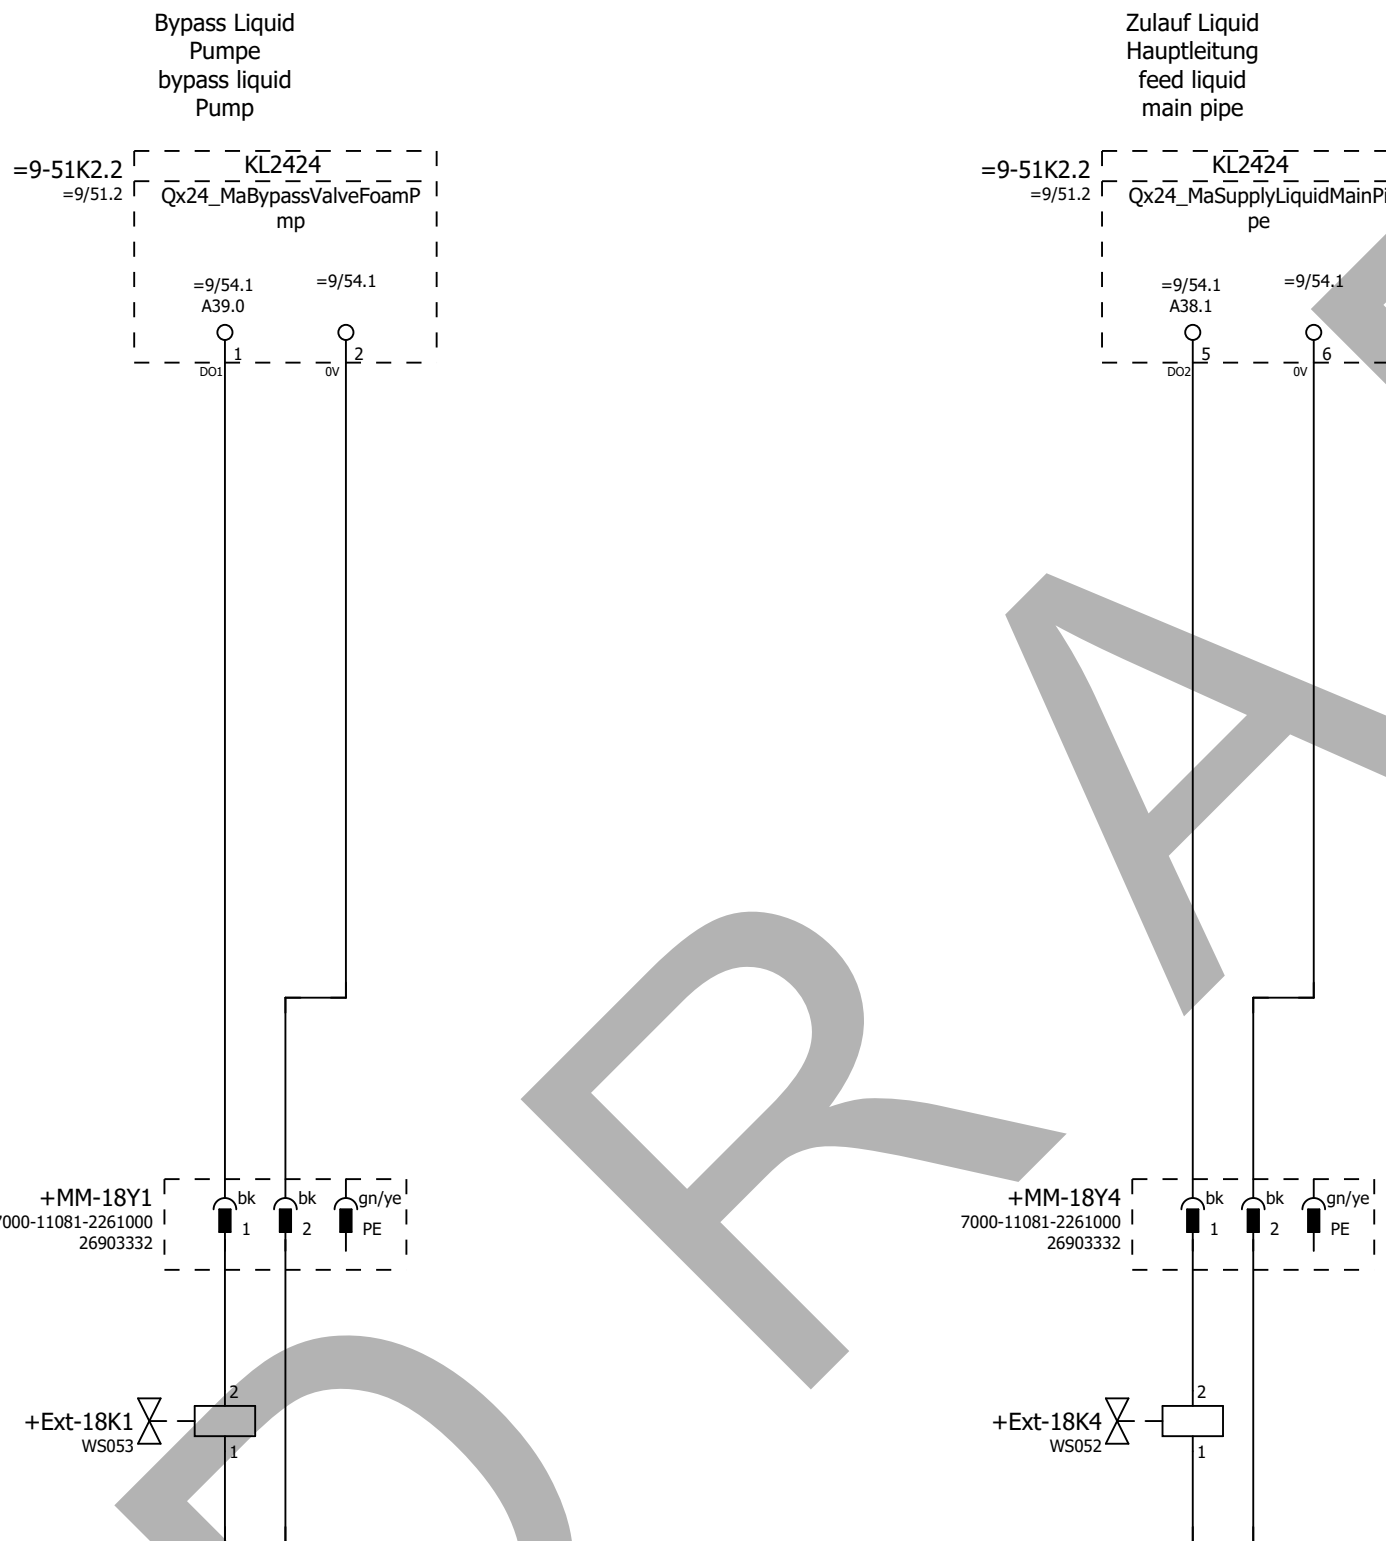 Bypass Liquid
Pumpe
bypass liquid
Pump
=9-51K2.2
=9/51.2
KL2424
Qx24_MaBypassValveFoamP
mp
=9/54.1
A39.0
=9/54.1
1
2
DO1
0V
+MM-18Y1
7000-11081-2261000
26903332
bk
1
bk
2
gn/ye
PE
+Ext-18K1
WS053
2
1
Zulauf Liquid
Hauptleitung
feed liquid
main pipe
=9-51K2.2
=9/51.2
KL2424
Qx24_MaSupplyLiquidMainPi
pe
=9/54.1
A38.1
=9/54.1
5
6
DO2
0V
+MM-18Y4
7000-11081-2261000
26903332
bk
1
bk
2
gn/ye
PE
+Ext-18K4
WS052
2
1
DRA